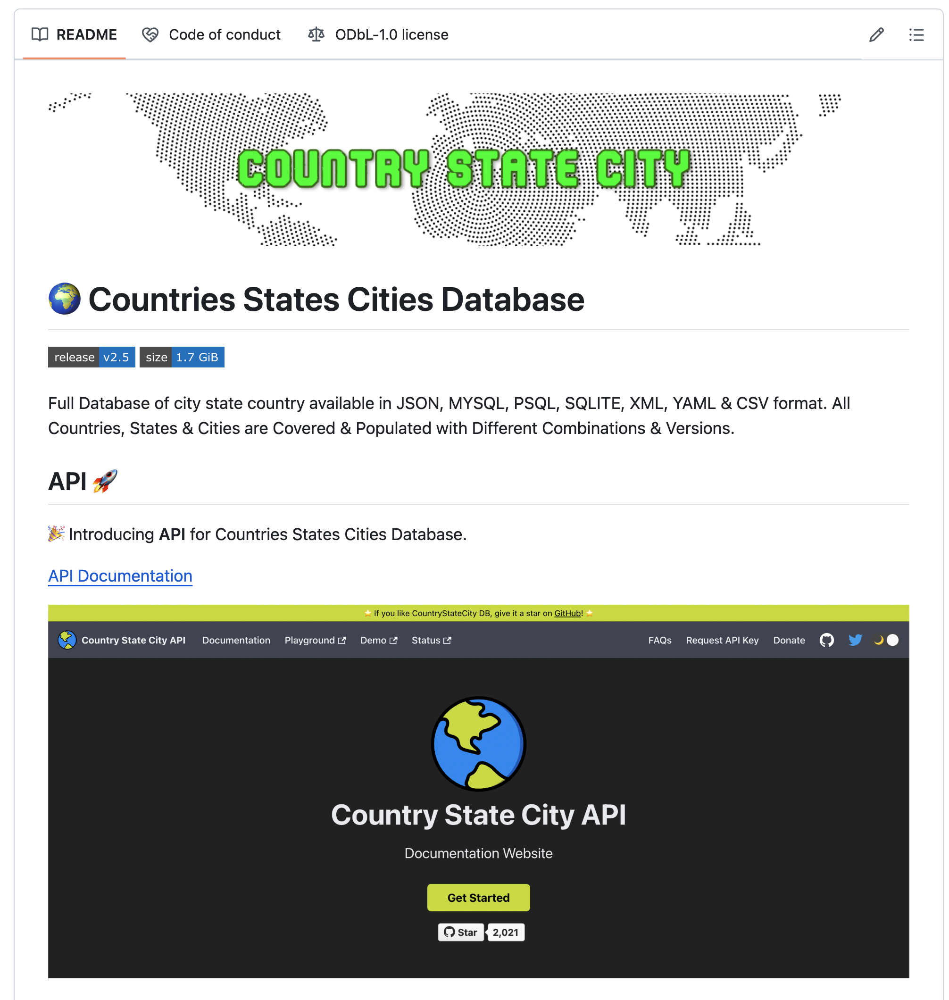 README Code of conduct ODbL-1.0 license
COUNTRY STATE CITY
Countries States Cities Database
release v2.5 size 1.7 GiB
Full Database of city state country available in JSON, MYSQL, PSQL, SQLITE, XML, YAML & CSV format. All
Countries, States & Cities are Covered & Populated with Different Combinations & Versions.
API 🚀
🎉 Introducing API for Countries States Cities Database.
API Documentation
⭐ If you like CountryStateCity DB, give it a star on GitHub! ⭐
Country State City API Documentation Playground Demo Status FAQs Request API Key Donate
Country State City API
Documentation Website
Get Started
Star 2,021